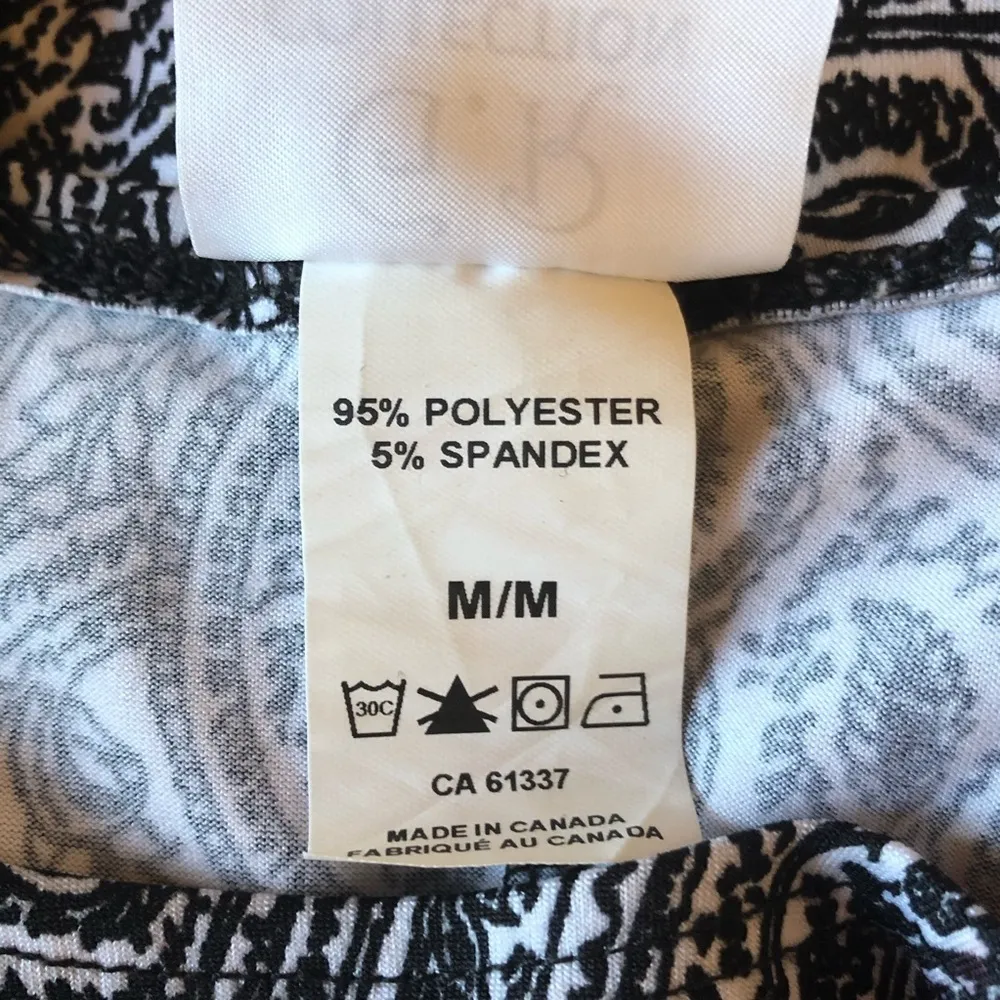 95% POLYESTER
5% SPANDEX
M/M
30C
CA 61337
MADE IN CANADA
FABRIQUÉ AU CANADA